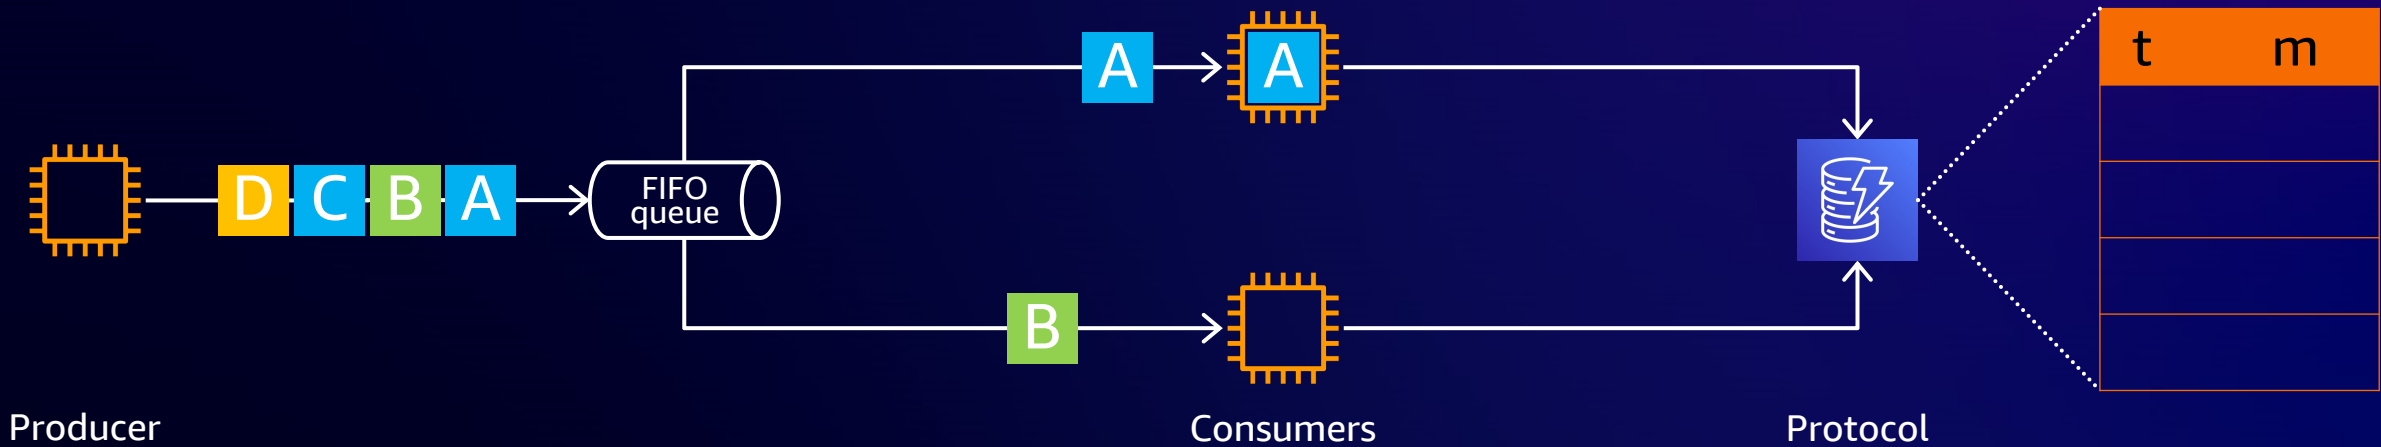 D C B A
FIFO
queue
A
A
B
t m
Producer
Consumers
Protocol